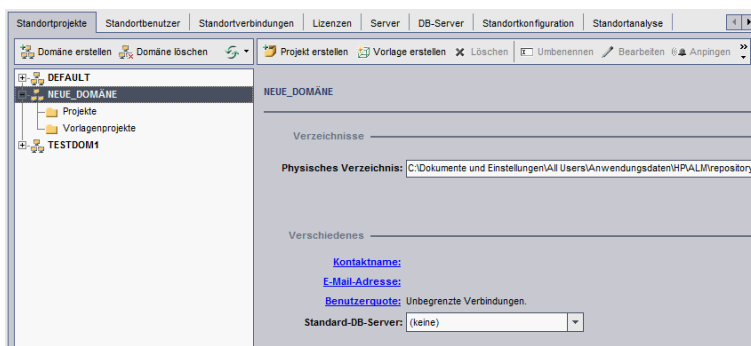 Standortprojekte Standortbenutzer Standortverbindungen Lizenzen Server DB-Server Standortkonfiguration Standortanalyse
Domäne erstellen Domäne löschen Projekt erstellen Vorlage erstellen Löschen Umbenennen Bearbeiten Anpingen
DEFAULT
NEUE_DOMÄNE
Projekte
Vorlagenprojekte
TESTDOM1
NEUE_DOMÄNE
Verzeichnisse
Physisches Verzeichnis: C:\Dokumente und Einstellungen\All Users\Anwendungsdaten\HP\ALM\repository
Verschiedenes
Kontaktname:
E-Mail-Adresse:
Benutzerquote: Unbegrenzte Verbindungen.
Standard-DB-Server: (keine)